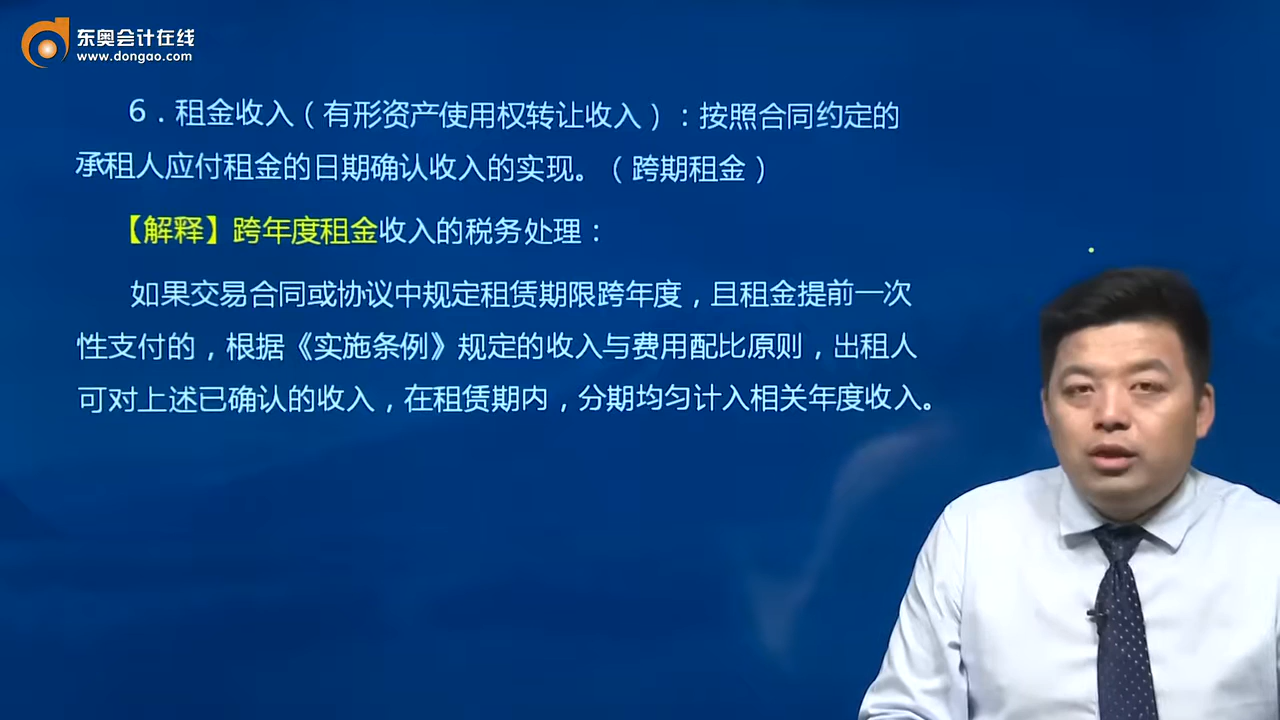 东奥会计在线
www.dongao.com
6．租金收入（有形资产使用权转让收入）：按照合同约定的
承租人应付租金的日期确认收入的实现。（跨期租金）
【解释】跨年度租金收入的税务处理：
如果交易合同或协议中规定租赁期限跨年度，且租金提前一次
性支付的，根据《实施条例》规定的收入与费用配比原则，出租人
可对上述已确认的收入，在租赁期内，分期均匀计入相关年度收入。